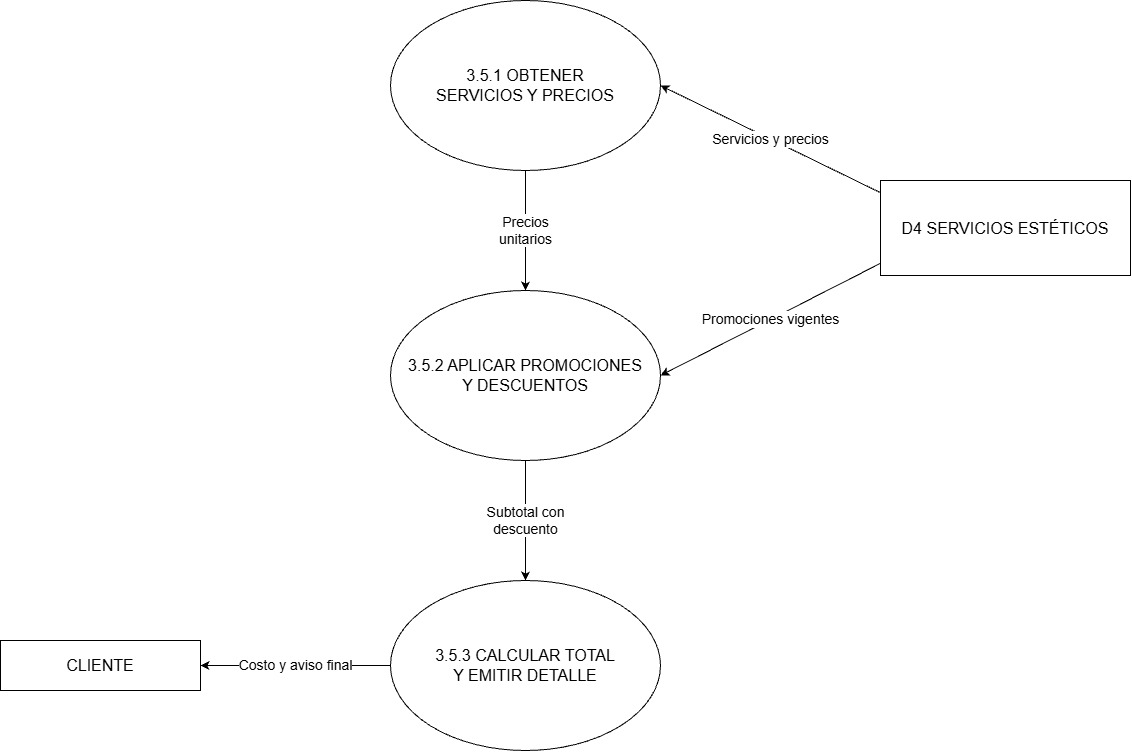 3.5.1 OBTENER
SERVICIOS Y PRECIOS
Servicios y precios
Precios
unitarios
D4 SERVICIOS ESTÉTICOS
Promociones vigentes
3.5.2 APLICAR PROMOCIONES
Y DESCUENTOS
Subtotal con
descuento
3.5.3 CALCULAR TOTAL
Y EMITIR DETALLE
Costo y aviso final
CLIENTE